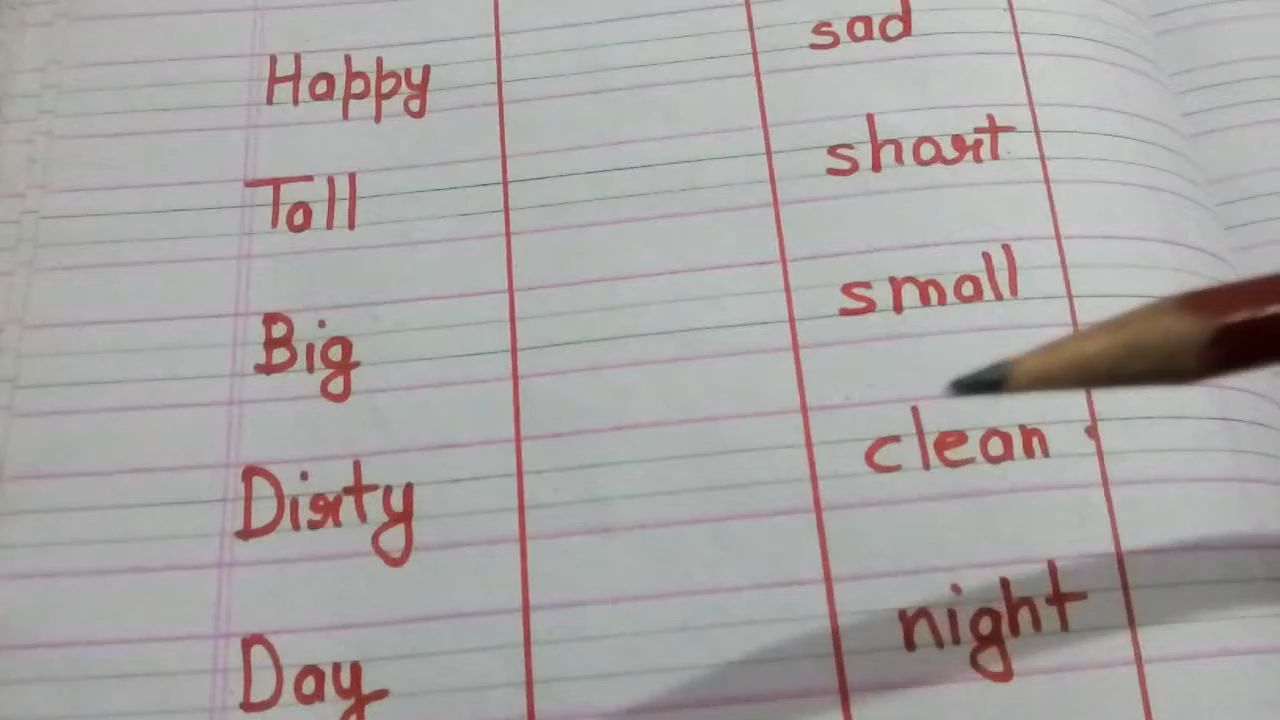 Happy sad
Tall short
Big small
Dirty clean
Day night